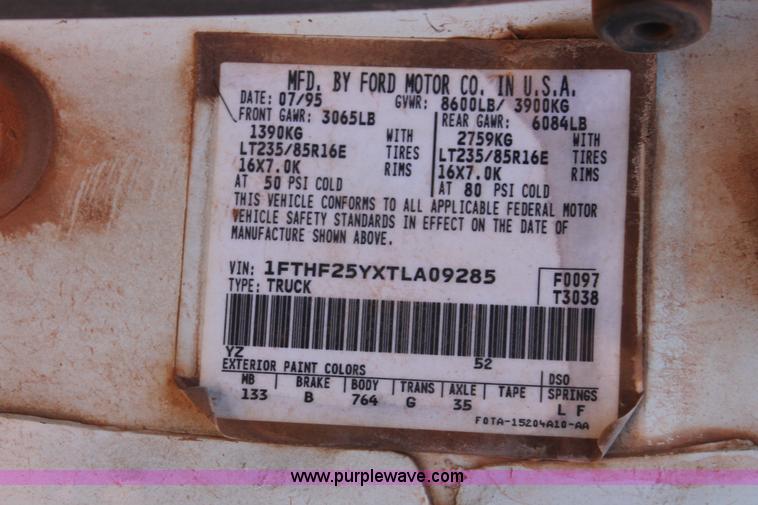 MFD. BY FORD MOTOR CO. IN U.S.A.
DATE: 07/95 GVWR: 8600LB/ 3900KG
FRONT GAWR: 3065LB REAR GAWR: 6084LB
1390KG WITH 2759KG WITH
LT235/85R16E TIRES LT235/85R16E TIRES
16X7.0K RIMS 16X7.0K RIMS
AT 50 PSI COLD AT 80 PSI COLD
THIS VEHICLE CONFORMS TO ALL APPLICABLE FEDERAL MOTOR
VEHICLE SAFETY STANDARDS IN EFFECT ON THE DATE OF
MANUFACTURE SHOWN ABOVE.
VIN: 1FTHF25YXTLA09285 F0097
TYPE: TRUCK T3038
YZ 52
EXTERIOR PAINT COLORS DSO
WB BRAKE BODY TRANS AXLE TAPE SPRINGS
133 B 764 G 35 L F
F0TA-15204A10-AA
www.purplewave.com